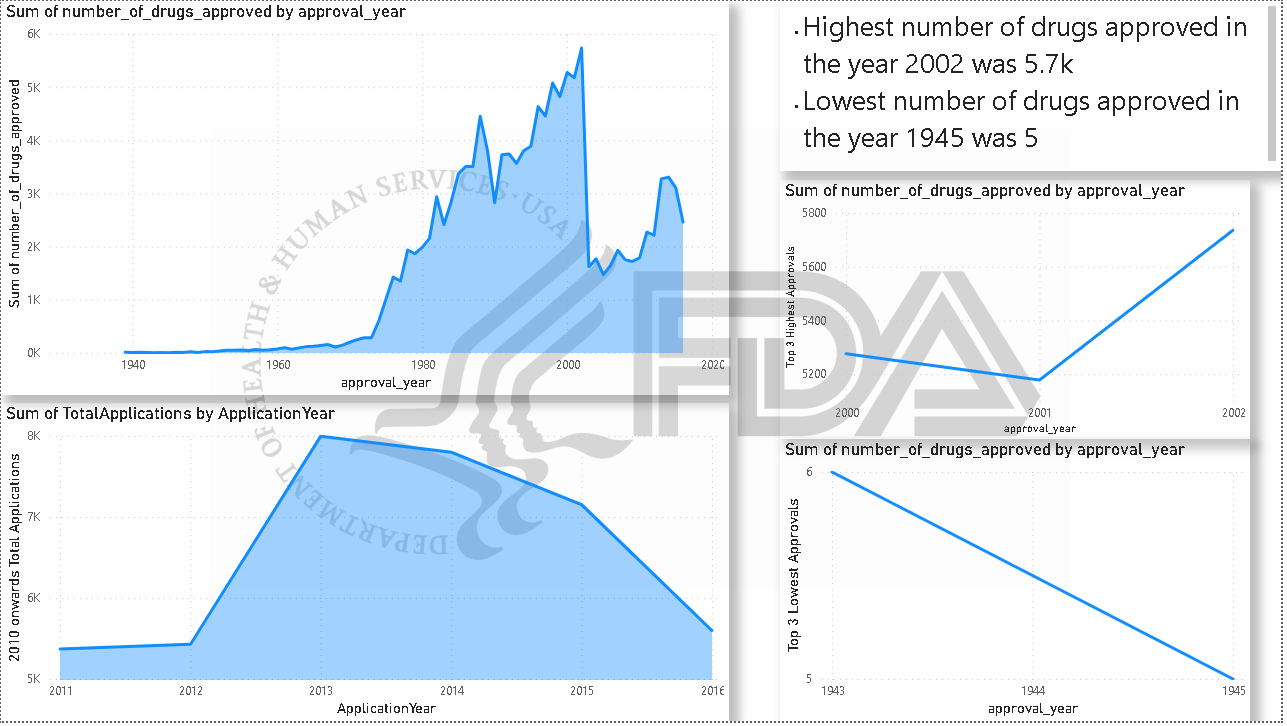 Sum of number_of_drugs_approved by approval_year
Sum of number_of_drugs_approved
6K
5K
4K
3K
2K
1K
0K
1940 1960 1980 2000 2020
approval_year
. Highest number of drugs approved in
the year 2002 was 5.7k
. Lowest number of drugs approved in
the year 1945 was 5
Sum of number_of_drugs_approved by approval_year
Top 3 Highest Approvals
5800
5600
5400
5200
2000 2001 2002
approval_year
Sum of TotalApplications by ApplicationYear
2010 onwards Total Applications
8K
7K
6K
5K
2011 2012 2013 2014 2015 2016
ApplicationYear
Sum of number_of_drugs_approved by approval_year
Top 3 Lowest Approvals
6
5
1943 1944 1945
approval_year
DEPARTMENT OF HEALTH & HUMAN SERVICES · USA
FDA